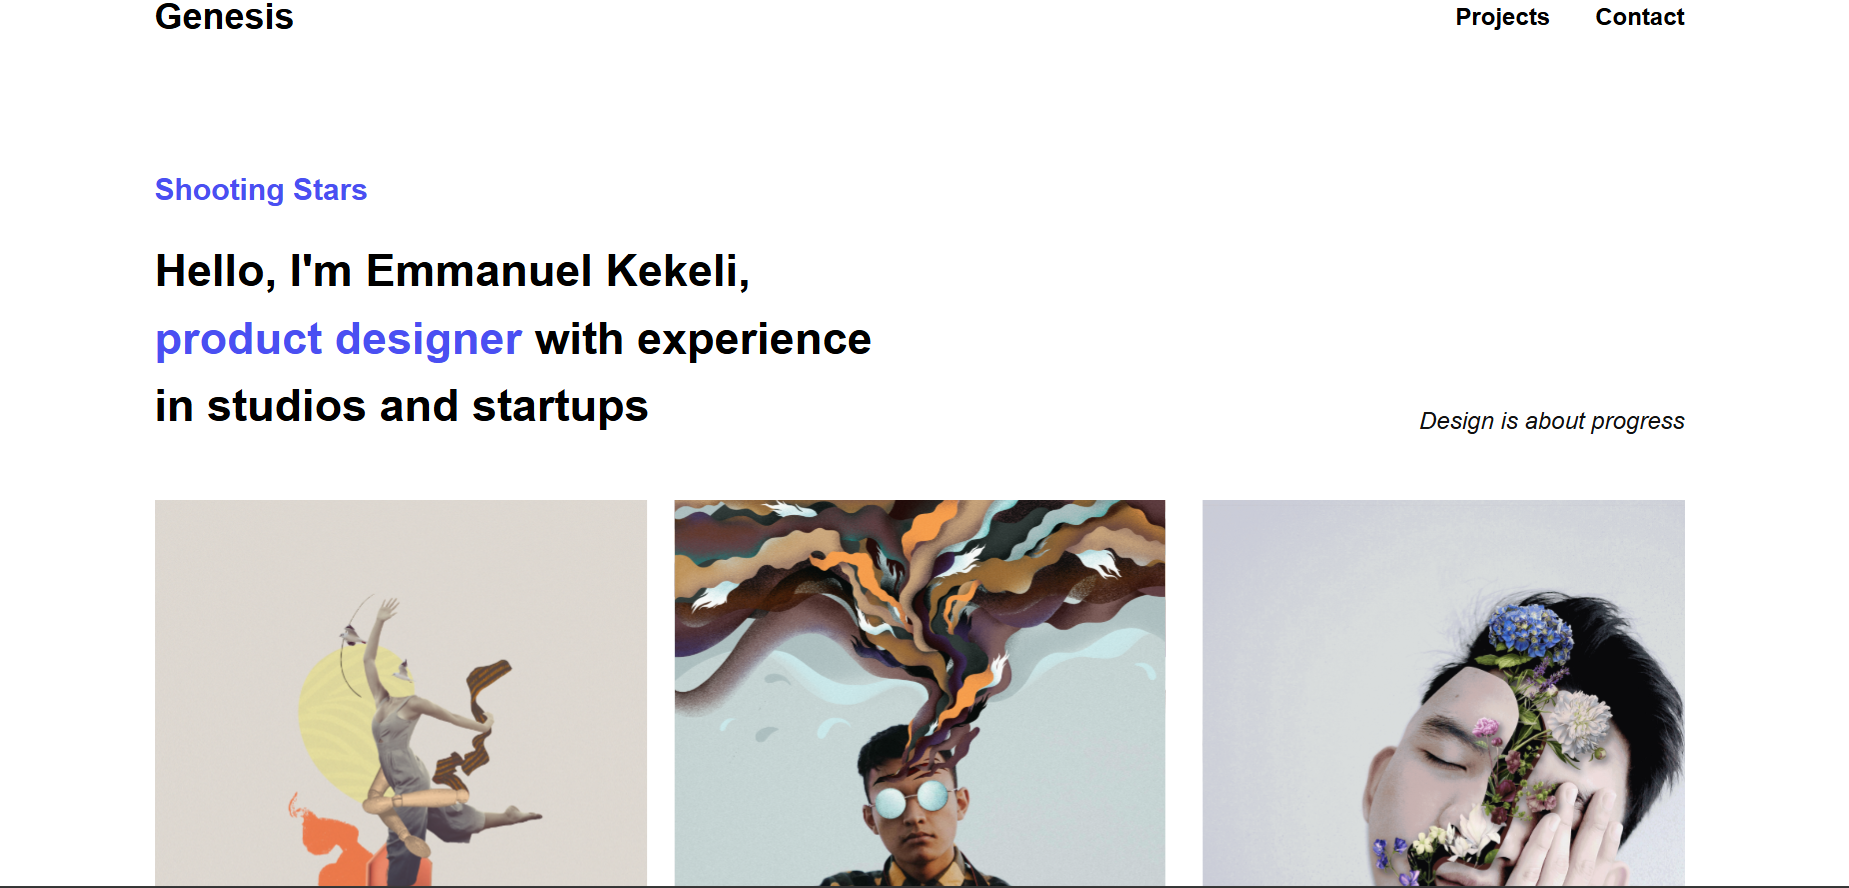 Genesis
Projects
Contact
Shooting Stars
Hello, I'm Emmanuel Kekeli,
product designer with experience
in studios and startups
Design is about progress